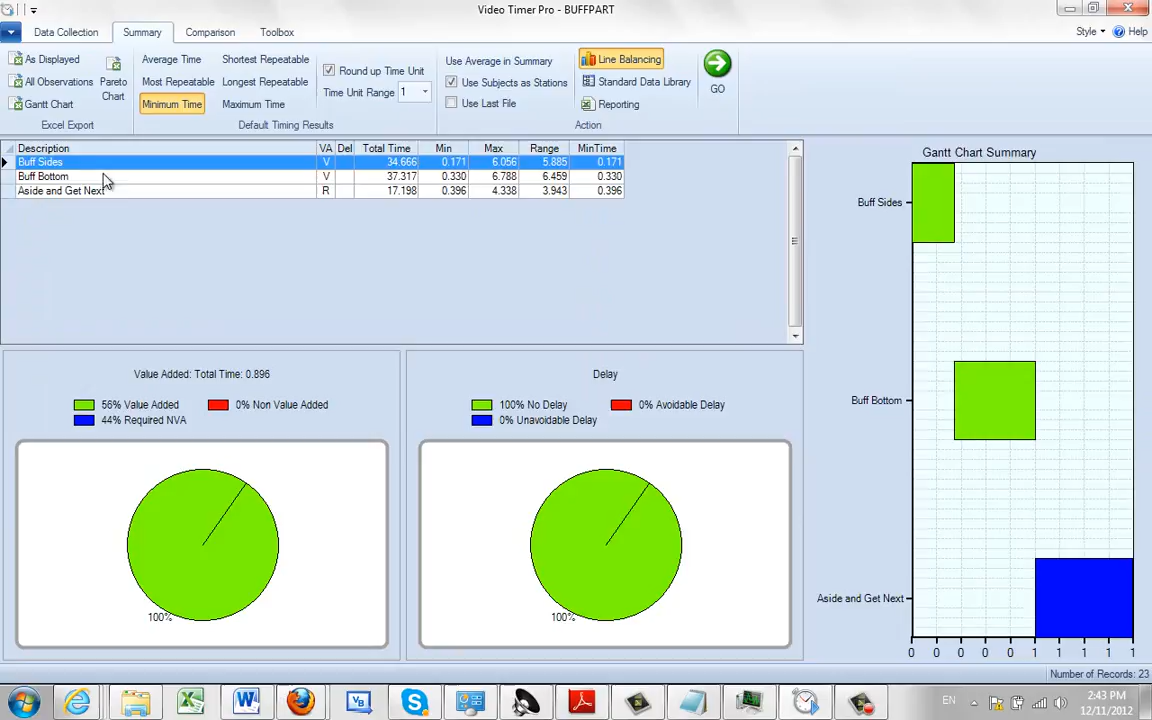 Video Timer Pro - BUFFPART
Data Collection Summary Comparison Toolbox Style Help
As Displayed
All Observations
Gantt Chart
Pareto
Chart
Excel Export
Average Time Shortest Repeatable
Most Repeatable Longest Repeatable
Minimum Time Maximum Time
Round up Time Unit
Time Unit Range 1
Default Timing Results
Use Average in Summary
Use Subjects as Stations
Use Last File
Line Balancing
Standard Data Library
Reporting
GO
Action
Description VA Del Total Time Min Max Range MinTime
Buff Sides V 34.666 0.171 6.056 5.885 0.171
Buff Bottom V 37.317 0.330 6.788 6.459 0.330
Aside and Get Next R 17.198 0.396 4.338 3.943 0.396
Value Added: Total Time: 0.896
56% Value Added 0% Non Value Added
44% Required NVA
100%
Delay
100% No Delay 0% Avoidable Delay
0% Unavoidable Delay
100%
Gantt Chart Summary
Buff Sides
Buff Bottom
Aside and Get Next
0 0 0 0 0 1 1 1 1 1
Number of Records: 23
EN
2:43 PM
12/11/2012